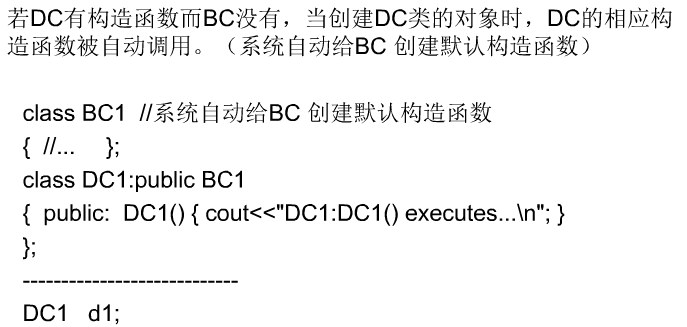 若DC有构造函数而BC没有，当创建DC类的对象时，DC的相应构
造函数被自动调用。（系统自动给BC 创建默认构造函数）
class BC1  //系统自动给BC 创建默认构造函数
{  //...    };
class DC1:public BC1
{  public:  DC1() { cout<<"DC1:DC1() executes...\n"; }
};
----------------------------
DC1   d1;